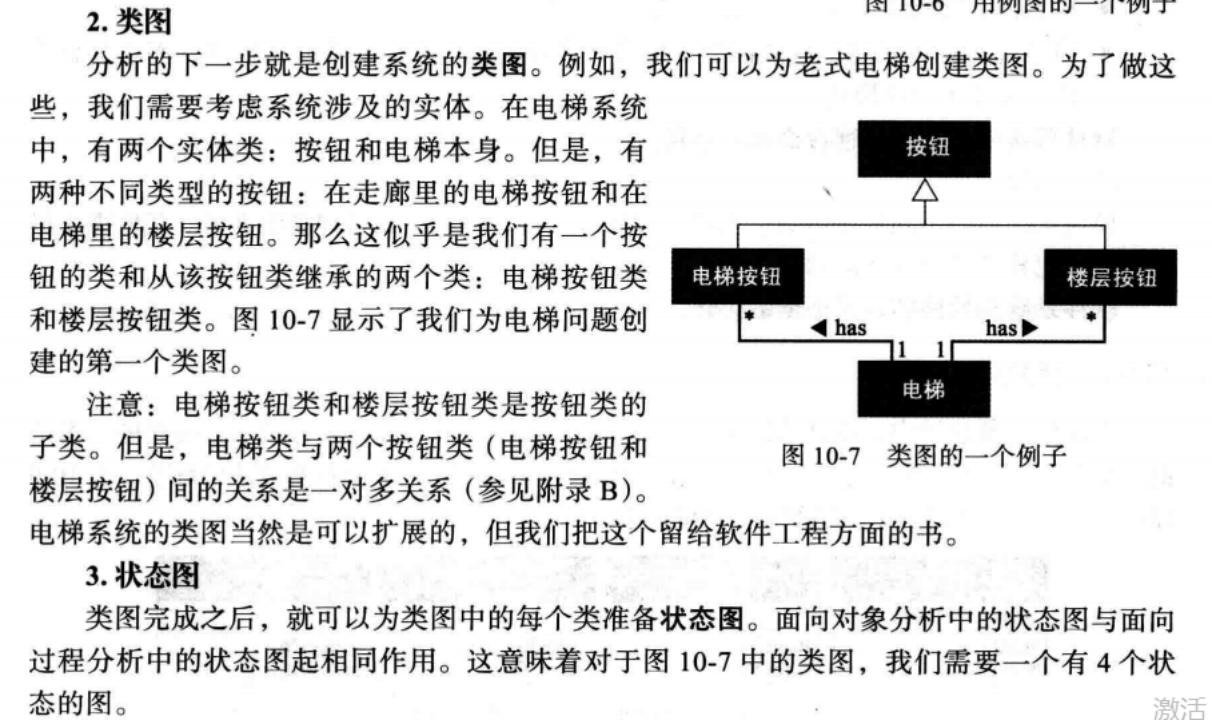 图 10-6 用例图的一个例子
2. 类图
分析的下一步就是创建系统的类图。例如，我们可以为老式电梯创建类图。为了做这
些，我们需要考虑系统涉及的实体。在电梯系统
中，有两个实体类：按钮和电梯本身。但是，有
两种不同类型的按钮：在走廊里的电梯按钮和在
电梯里的楼层按钮。那么这似乎是我们有一个按
钮的类和从该按钮类继承的两个类：电梯按钮类
和楼层按钮类。图 10-7 显示了我们为电梯问题创
建的第一个类图。
注意：电梯按钮类和楼层按钮类是按钮类的
子类。但是，电梯类与两个按钮类（电梯按钮和
楼层按钮）间的关系是一对多关系（参见附录 B）。
按钮
电梯按钮
楼层按钮
* ◀ has has ▶ *
1 1
电梯
图 10-7 类图的一个例子
电梯系统的类图当然是可以扩展的，但我们把这个留给软件工程方面的书。
3. 状态图
类图完成之后，就可以为类图中的每个类准备状态图。面向对象分析中的状态图与面向
过程分析中的状态图起相同作用。这意味着对于图 10-7 中的类图，我们需要一个有 4 个状
态的图。
激活